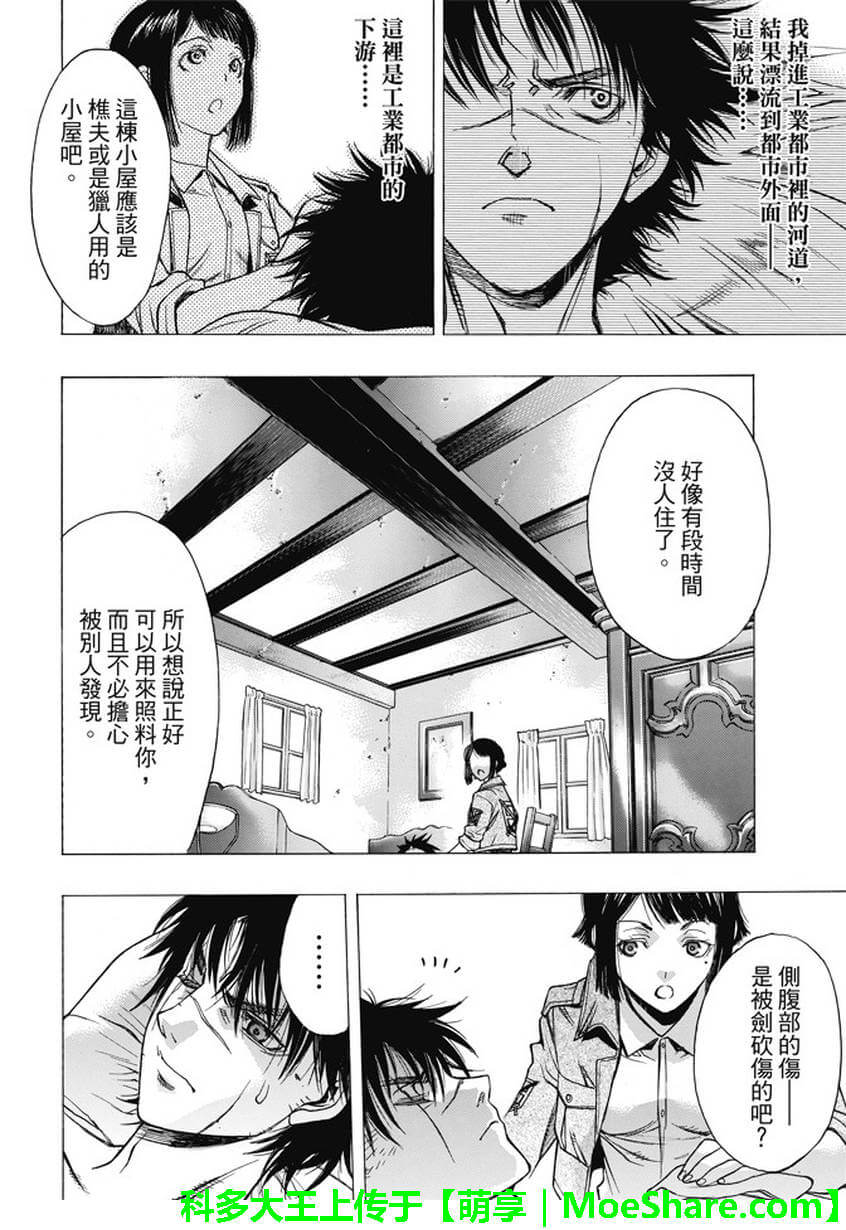 我掉進工業都市裡的河道，
結果漂流到都市外面——
這麼說……
這裡是工業都市的
下游……
這棟小屋應該是
樵夫或是獵人用的
小屋吧。
好像有段時間
沒人住了。
所以想說正好
可以用來照料你，
而且不必擔心
被別人發現。
側腹部的傷——
是被劍砍傷的吧？
……
科多大王上传于【萌享｜MoeShare.com】